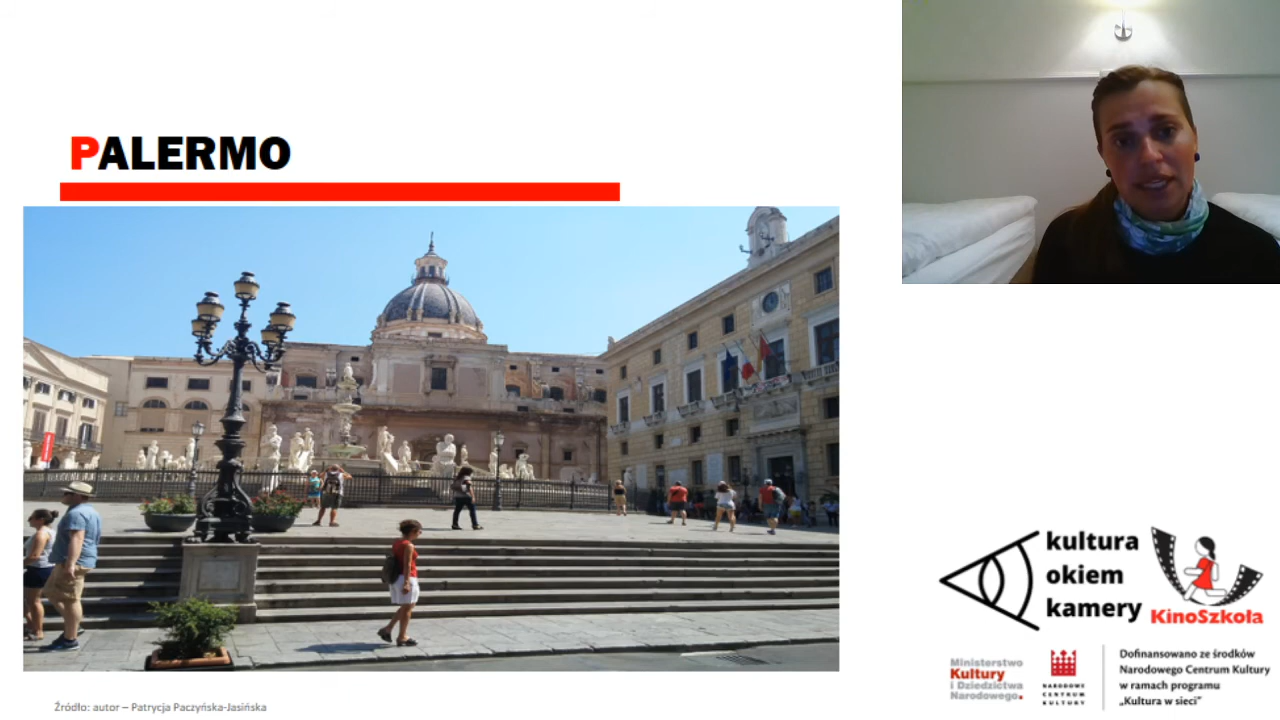 PALERMO
Źródło: autor – Patrycja Paczyńska-Jasińska
kultura
okiem
kamery
KinoSzkoła
Ministerstwo
Kultury
i Dziedzictwa
Narodowego.
NARODOWE
CENTRUM
KULTURY
Dofinansowano ze środków
Narodowego Centrum Kultury
w ramach programu
„Kultura w sieci”